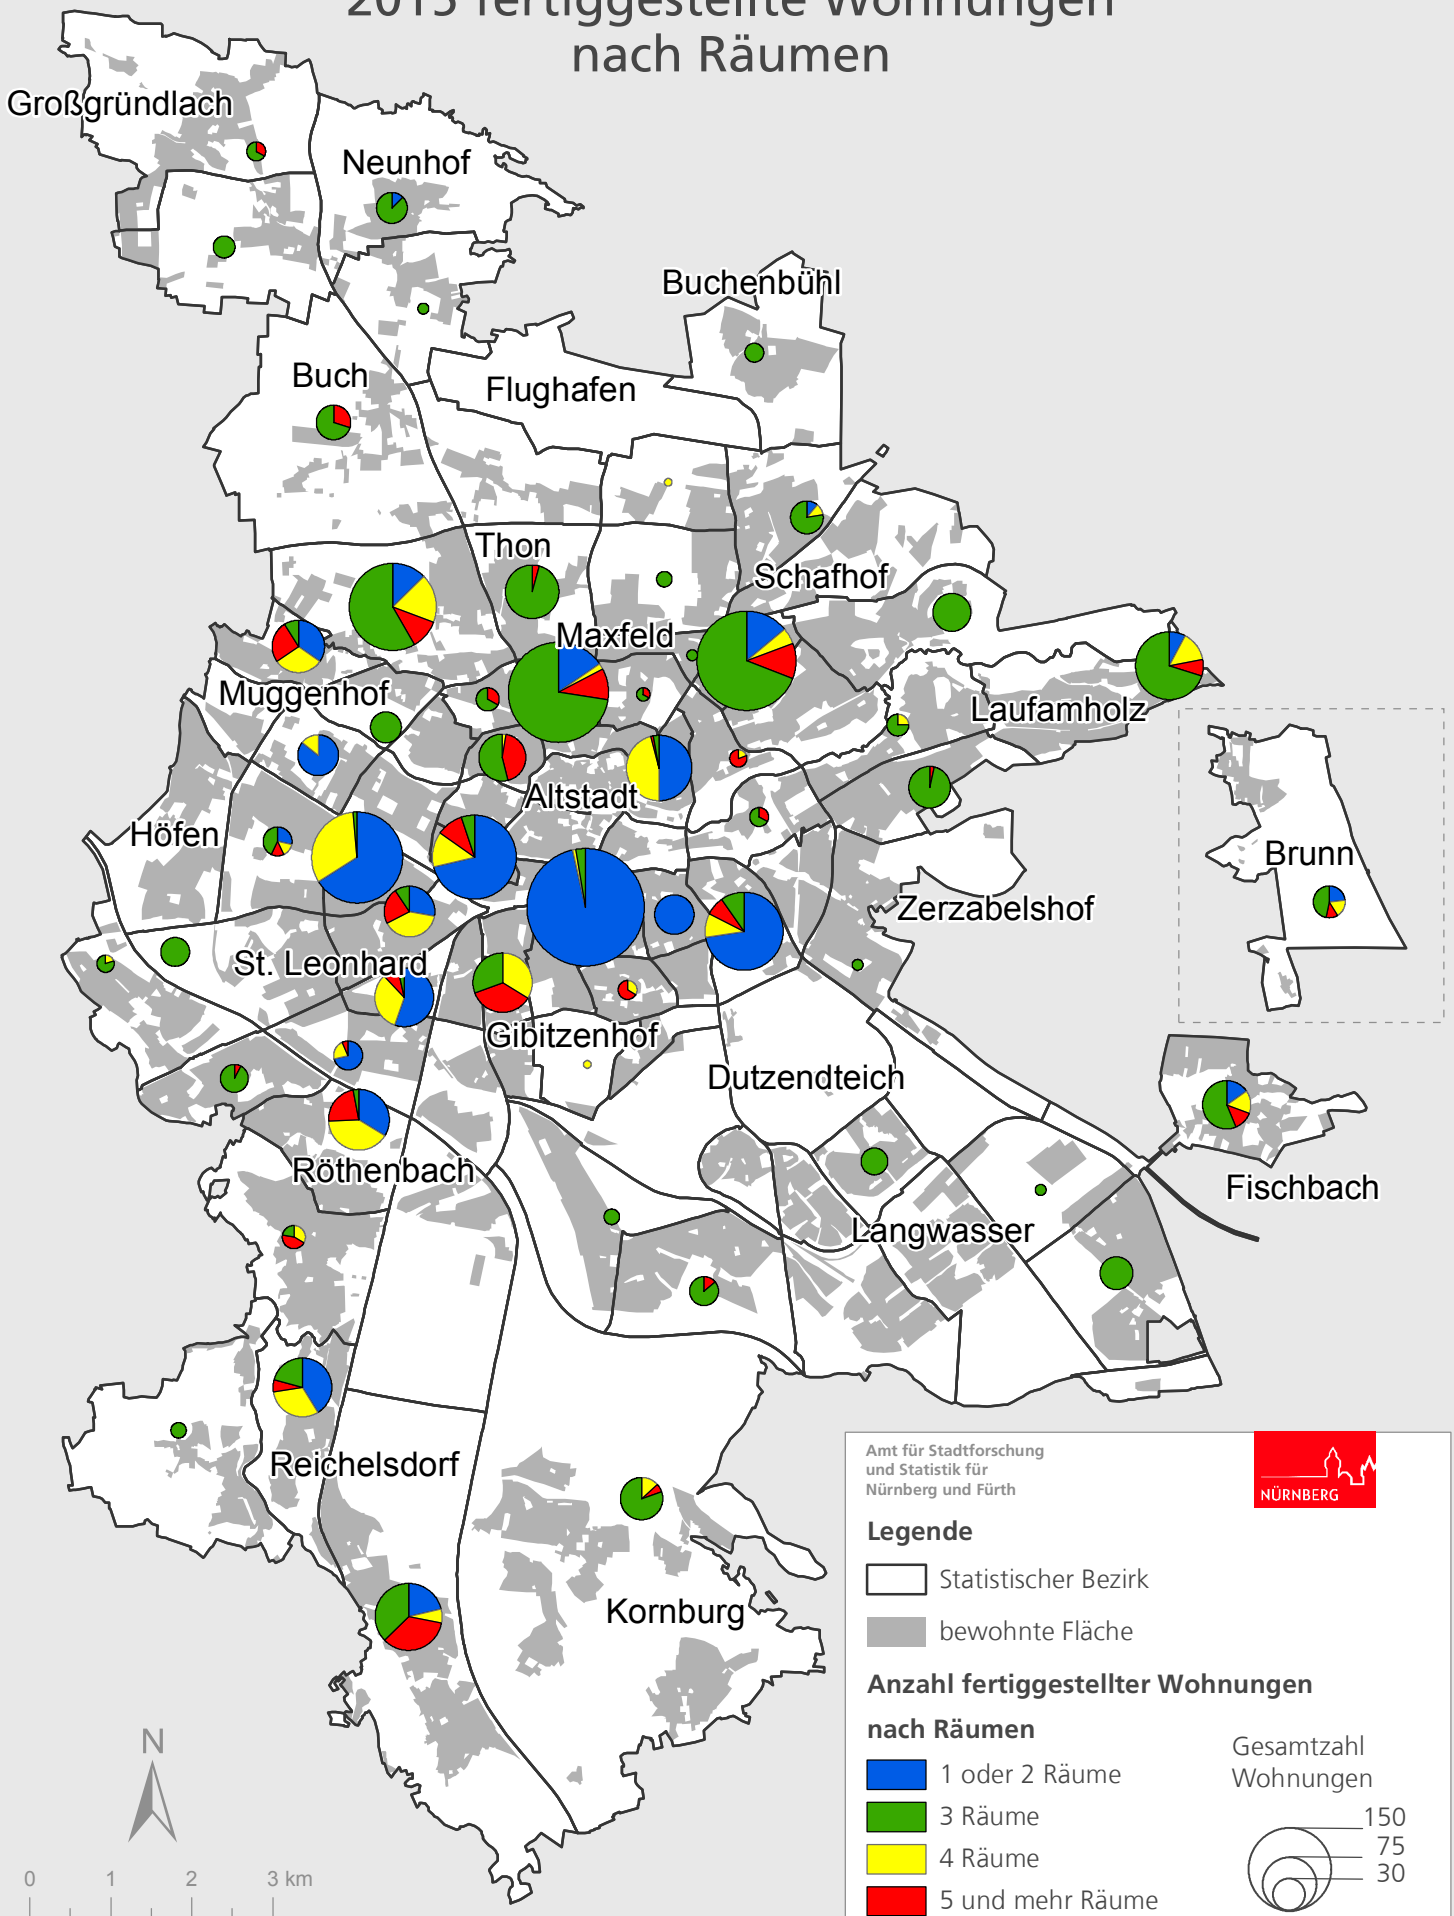 2015 fertiggestellte Wohnungen
nach Räumen
Großgründlach
Neunhof
Buchenbühl
Buch
Flughafen
Thon
Schafhof
Maxfeld
Muggenhof
Laufamholz
Altstadt
Höfen
Brunn
Zerzabelshof
St. Leonhard
Gibitzenhof
Dutzendteich
Röthenbach
Fischbach
Langwasser
Reichelsdorf
Kornburg
Amt für Stadtforschung
und Statistik für
Nürnberg und Fürth
NÜRNBERG
Legende
Statistischer Bezirk
bewohnte Fläche
Anzahl fertiggestellter Wohnungen
nach Räumen
1 oder 2 Räume
3 Räume
4 Räume
5 und mehr Räume
Gesamtzahl
Wohnungen
150
75
30
N
0 1 2 3 km